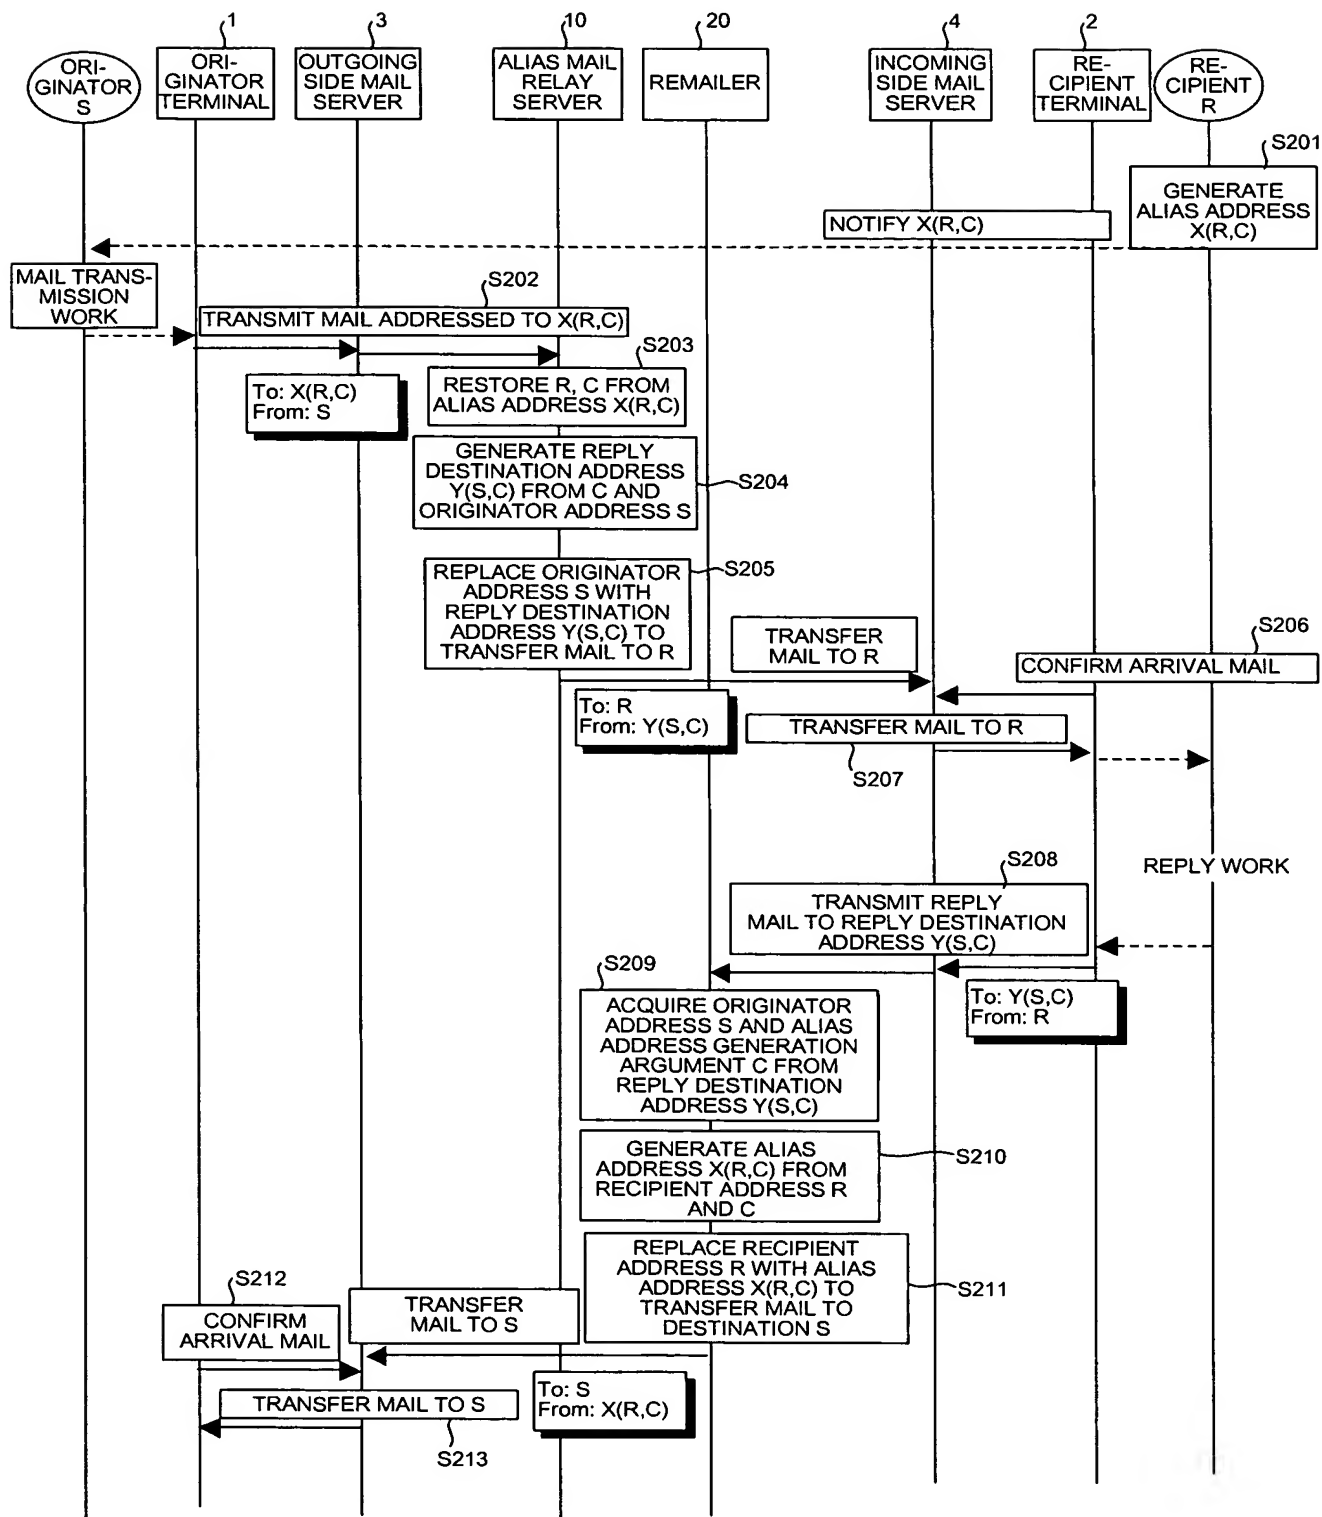 1
3
10
20
4
2
ORI-
GINATOR
S
ORI-
GINATOR
TERMINAL
OUTGOING
SIDE MAIL
SERVER
ALIAS MAIL
RELAY
SERVER
REMAILER
INCOMING
SIDE MAIL
SERVER
RE-
CIPIENT
TERMINAL
RE-
CIPIENT
R
S201
GENERATE
ALIAS ADDRESS
X(R,C)
NOTIFY X(R,C)
MAIL TRANS-
MISSION
WORK
S202
TRANSMIT MAIL ADDRESSED TO X(R,C)
To: X(R,C)
From: S
S203
RESTORE R, C FROM
ALIAS ADDRESS X(R,C)
GENERATE REPLY
DESTINATION ADDRESS
Y(S,C) FROM C AND
ORIGINATOR ADDRESS S
S204
REPLACE ORIGINATOR
ADDRESS S WITH
REPLY DESTINATION
ADDRESS Y(S,C) TO
TRANSFER MAIL TO R
S205
TRANSFER
MAIL TO R
S206
CONFIRM ARRIVAL MAIL
To: R
From: Y(S,C)
TRANSFER MAIL TO R
S207
REPLY WORK
S208
TRANSMIT REPLY
MAIL TO REPLY DESTINATION
ADDRESS Y(S,C)
To: Y(S,C)
From: R
S209
ACQUIRE ORIGINATOR
ADDRESS S AND ALIAS
ADDRESS GENERATION
ARGUMENT C FROM
REPLY DESTINATION
ADDRESS Y(S,C)
GENERATE ALIAS
ADDRESS X(R,C) FROM
RECIPIENT ADDRESS R
AND C
S210
REPLACE RECIPIENT
ADDRESS R WITH ALIAS
ADDRESS X(R,C) TO
TRANSFER MAIL TO
DESTINATION S
S211
S212
CONFIRM
ARRIVAL MAIL
TRANSFER
MAIL TO S
To: S
From: X(R,C)
TRANSFER MAIL TO S
S213